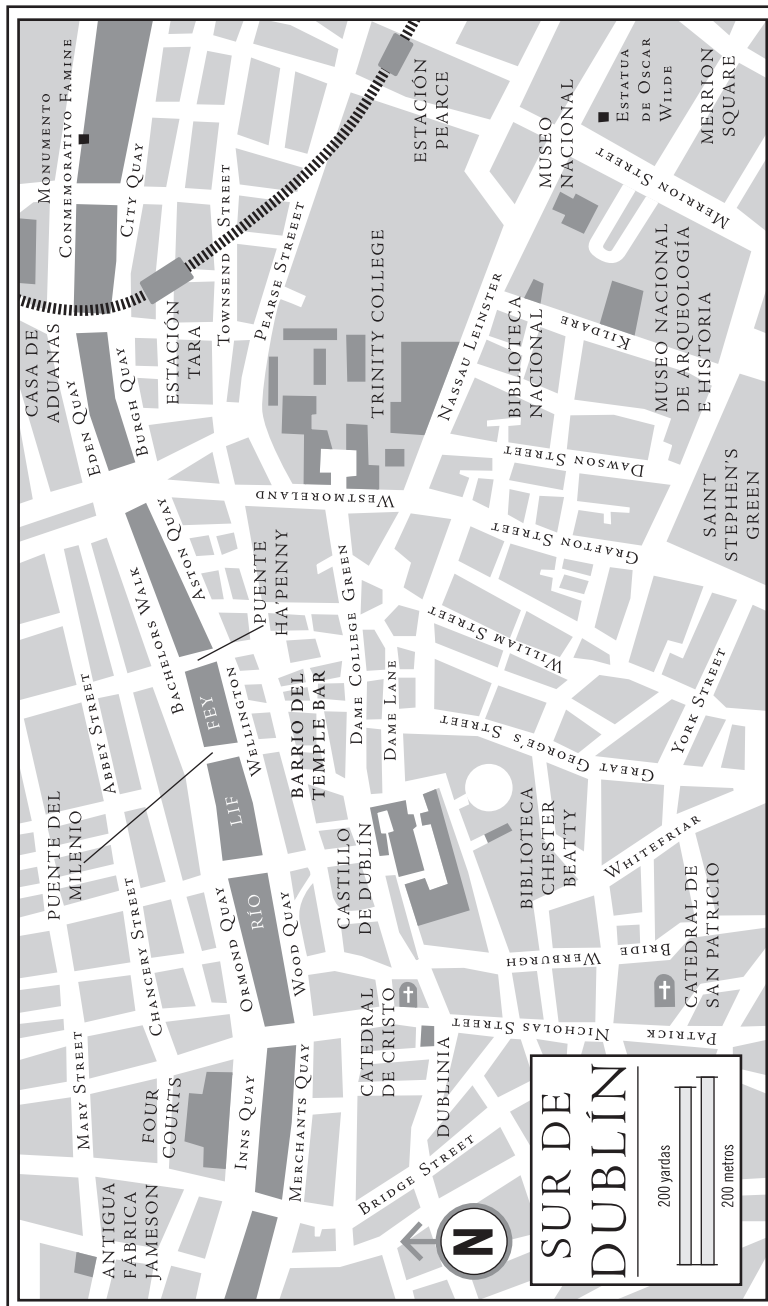 ANTIGUA
FÁBRICA
JAMESON
MARY STREET
FOUR
COURTS
CHANCERY STREET
INNS QUAY
MERCHANTS QUAY
BRIDGE STREET
PUENTE DEL
MILENIO
ABBEY STREET
ORMOND QUAY
WOOD QUAY
RÍO
LIF
FEY
BACHELORS WALK
WELLINGTON
ASTON QUAY
PUENTE
HA'PENNY
EDEN QUAY
BURGH QUAY
CASA DE
ADUANAS
MONUMENTO
CONMEMORATIVO FAMINE
CITY QUAY
ESTACIÓN
TARA
TOWNSEND STREET
PEARSE STREEET
ESTACIÓN
PEARCE
TRINITY COLLEGE
WESTMORELAND
NASSAU LEINSTER
BARRIO DEL
TEMPLE BAR
DAME COLLEGE GREEN
DAME LANE
CASTILLO
DE DUBLÍN
CATEDRAL
DE CRISTO
DUBLINIA
NICHOLAS STREET
PATRICK
WERBURGH
BRIDE
CATEDRAL DE
SAN PATRICIO
BIBLIOTECA
CHESTER
BEATTY
WHITEFRIAR
GREAT GEORGE'S STREET
YORK STREET
WILLIAM STREET
GRAFTON STREET
DAWSON STREET
SAINT
STEPHEN'S
GREEN
BIBLIOTECA
NACIONAL
KILDARE
MUSEO NACIONAL
DE ARQUEOLOGÍA
E HISTORIA
MUSEO
NACIONAL
MERRION STREET
ESTATUA
DE OSCAR
WILDE
MERRION
SQUARE
N
SUR DE
DUBLÍN
200 yardas
200 metros